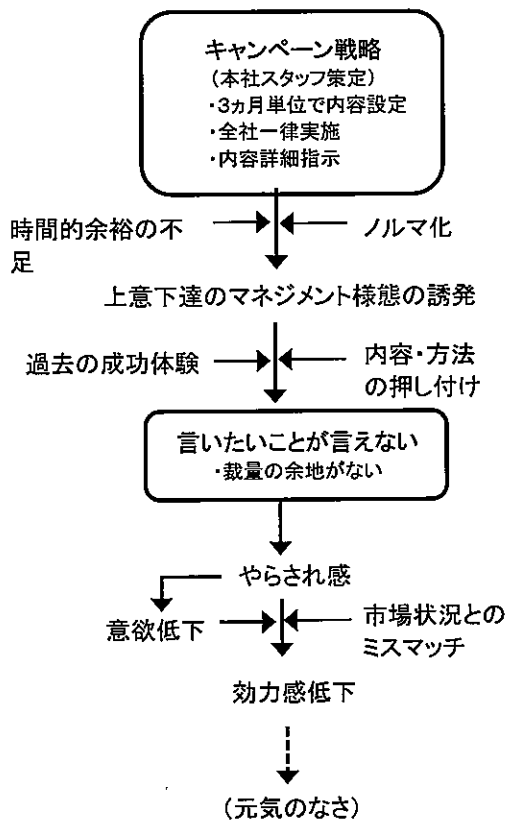 キャンペーン戦略
(本社スタッフ策定)
・3ヵ月単位で内容設定
・全社一律実施
・内容詳細指示
時間的余裕の不
足
ノルマ化
上意下達のマネジメント様態の誘発
過去の成功体験
内容・方法
の押し付け
言いたいことが言えない
・裁量の余地がない
やらされ感
意欲低下
市場状況との
ミスマッチ
効力感低下
(元気のなさ)